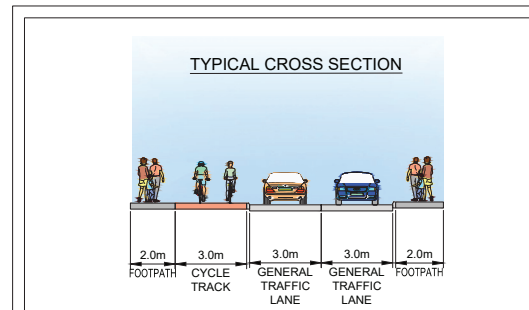 TYPICAL CROSS SECTION
2.0m 3.0m 3.0m 3.0m 2.0m
FOOTPATH CYCLE GENERAL GENERAL FOOTPATH
TRACK TRAFFIC TRAFFIC
LANE LANE